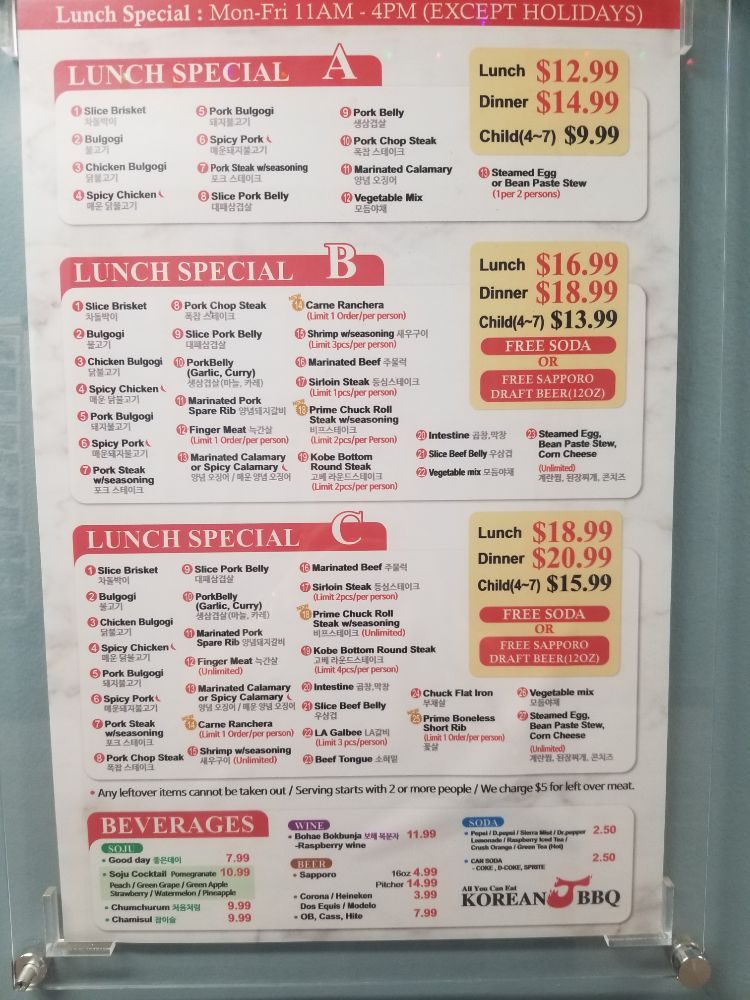 Lunch Special : Mon-Fri 11AM - 4PM (EXCEPT HOLIDAYS)
LUNCH SPECIAL A
Lunch $12.99
Dinner $14.99
Child(4~7) $9.99
1 Slice Brisket
차돌박이
2 Bulgogi
불고기
3 Chicken Bulgogi
닭불고기
4 Spicy Chicken
매운 닭불고기
5 Pork Bulgogi
돼지불고기
6 Spicy Pork
매운돼지불고기
7 Pork Steak w/seasoning
포크 스테이크
8 Slice Pork Belly
대패삼겹살
9 Pork Belly
생삼겹살
10 Pork Chop Steak
폭찹 스테이크
11 Marinated Calamary
양념 오징어
12 Vegetable Mix
모듬야채
13 Steamed Egg
or Bean Paste Stew
(1per 2 persons)
LUNCH SPECIAL B
Lunch $16.99
Dinner $18.99
Child(4~7) $13.99
FREE SODA
OR
FREE SAPPORO
DRAFT BEER(12OZ)
1 Slice Brisket
차돌박이
2 Bulgogi
불고기
3 Chicken Bulgogi
닭불고기
4 Spicy Chicken
매운 닭불고기
5 Pork Bulgogi
돼지불고기
6 Spicy Pork
매운돼지불고기
7 Pork Steak
w/seasoning
포크 스테이크
8 Pork Chop Steak
폭찹 스테이크
9 Slice Pork Belly
대패삼겹살
10 PorkBelly
(Garlic, Curry)
생삼겹살(마늘, 카레)
11 Marinated Pork
Spare Rib 양념돼지갈비
12 Finger Meat 늑간살
(Limit 1 Order/per person)
13 Marinated Calamary
or Spicy Calamary
양념 오징어 / 매운 양념 오징어
NEW
14 Carne Ranchera
(Limit 1 Order/per person)
15 Shrimp w/seasoning 새우구이
(Limit 3pcs/per person)
16 Marinated Beef 주물럭
17 Sirloin Steak 등심스테이크
(Limit 1pcs/per person)
NEW
18 Prime Chuck Roll
Steak w/seasoning
비프스테이크
(Limit 2pcs/per Person)
19 Kobe Bottom
Round Steak
고베 라운드스테이크
(Limit 2pcs/per person)
20 Intestine 곱창,막창
21 Slice Beef Belly 우삼겹
22 Vegetable mix 모듬야채
23 Steamed Egg,
Bean Paste Stew,
Corn Cheese
(Unlimited)
계란찜, 된장찌개, 콘치즈
LUNCH SPECIAL C
Lunch $18.99
Dinner $20.99
Child(4~7) $15.99
FREE SODA
OR
FREE SAPPORO
DRAFT BEER(12OZ)
1 Slice Brisket
차돌박이
2 Bulgogi
불고기
3 Chicken Bulgogi
닭불고기
4 Spicy Chicken
매운 닭불고기
5 Pork Bulgogi
돼지불고기
6 Spicy Pork
매운돼지불고기
7 Pork Steak
w/seasoning
포크 스테이크
8 Pork Chop Steak
폭찹 스테이크
9 Slice Pork Belly
대패삼겹살
10 PorkBelly
(Garlic, Curry)
생삼겹살(마늘, 카레)
11 Marinated Pork
Spare Rib 양념돼지갈비
12 Finger Meat 늑간살
(Unlimited)
13 Marinated Calamary
or Spicy Calamary
양념 오징어 / 매운 양념 오징어
NEW
14 Carne Ranchera
(Limit 1 Order/per person)
15 Shrimp w/seasoning
새우구이 (Unlimited)
16 Marinated Beef 주물럭
17 Sirloin Steak 등심스테이크
(Limit 2pcs/per person)
NEW
18 Prime Chuck Roll
Steak w/seasoning
비프스테이크 (Unlimited)
19 Kobe Bottom Round Steak
고베 라운드스테이크
(Limit 4pcs/per person)
20 Intestine 곱창,막창
21 Slice Beef Belly
우삼겹
22 LA Galbee LA갈비
(Limit 3 pcs/per person)
23 Beef Tongue 소혀밑
24 Chuck Flat Iron
부채살
NEW
25 Prime Boneless
Short Rib
(Limit 1 Order/per person)
꽃살
26 Vegetable mix
모듬야채
27 Steamed Egg,
Bean Paste Stew,
Corn Cheese
(Unlimited)
계란찜, 된장찌개, 콘치즈
• Any leftover items cannot be taken out / Serving starts with 2 or more people / We charge $5 for left over meat.
BEVERAGES
SOJU
• Good day 좋은데이 7.99
• Soju Cocktail Pomegranate 10.99
Peach / Green Grape / Green Apple
Strawberry / Watermelon / Pineapple
• Chumchurum 처음처럼 9.99
• Chamisul 참이슬 9.99
WINE
• Bohae Bokbunja 보해 복분자 11.99
-Raspberry wine
BEER
• Sapporo 16oz 4.99
Pitcher 14.99
• Corona / Heineken 3.99
Dos Equis / Modelo
• OB, Cass, Hite 7.99
SODA
• Pepsi / D.pepsi / Sierra Mist / Dr.pepper 2.50
Lemonade / Raspberry Iced Tea /
Crush Orange / Green Tea (Hot)
• CAN SODA 2.50
- COKE, D-COKE, SPRITE
All You Can Eat
KOREAN BBQ